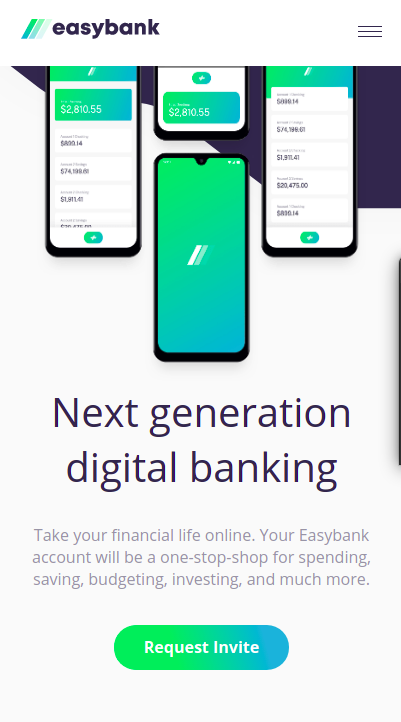 easybank
$2,810.55
$2,810.55
$899.14
$74,199.61
$1,911.41
$899.14
$74,199.61
$1,911.41
$20,475.00
$899.14
Next generation
digital banking
Take your financial life online. Your Easybank
account will be a one-stop-shop for spending,
saving, budgeting, investing, and much more.
Request Invite